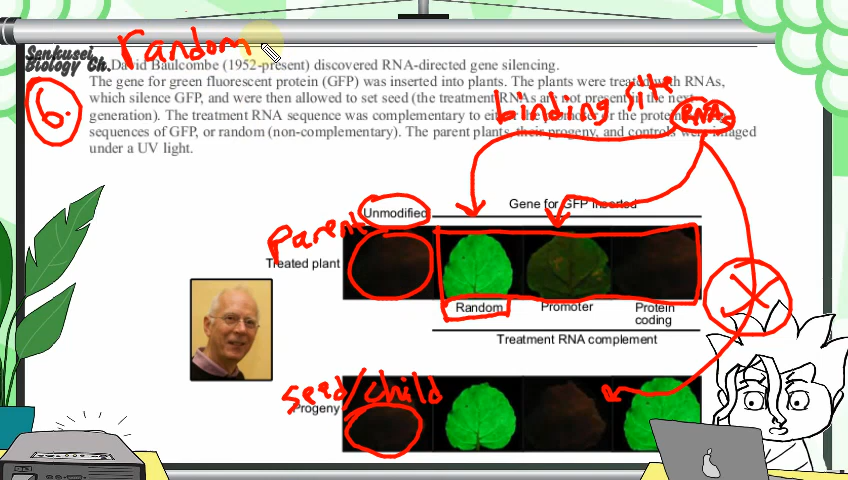 random
Senkusei
Biology Ch.
6.
David Baulcombe (1952-present) discovered RNA-directed gene silencing.
The gene for green fluorescent protein (GFP) was inserted into plants. The plants were treated with RNAs,
which silence GFP, and were then allowed to set seed (the treatment RNAs are not present in the next
generation). The treatment RNA sequence was complementary to either the promoter or the protein
sequences of GFP, or random (non-complementary). The parent plants, their progeny, and controls were imaged
under a UV light.
binding site
RNAs
Unmodified
Gene for GFP inserted
parent
Treated plant
Random
Promoter
Protein
coding
Treatment RNA complement
seed/child
Progeny